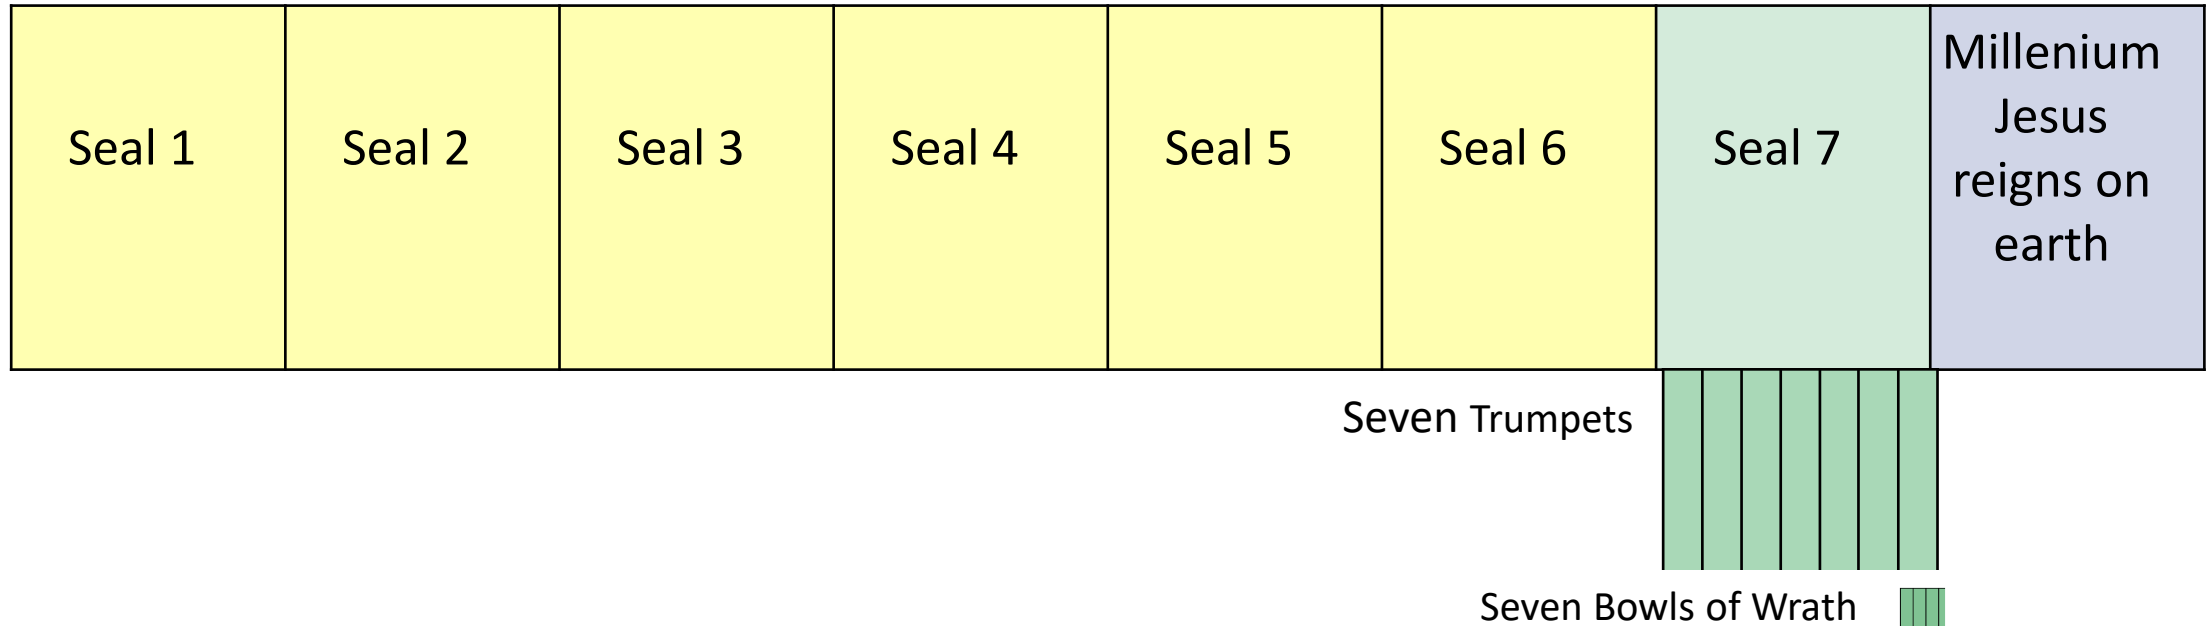 Seal 1
Seal 2
Seal 3
Seal 4
Seal 5
Seal 6
Seal 7
Millenium
Jesus
reigns on
earth
Seven Trumpets
Seven Bowls of Wrath